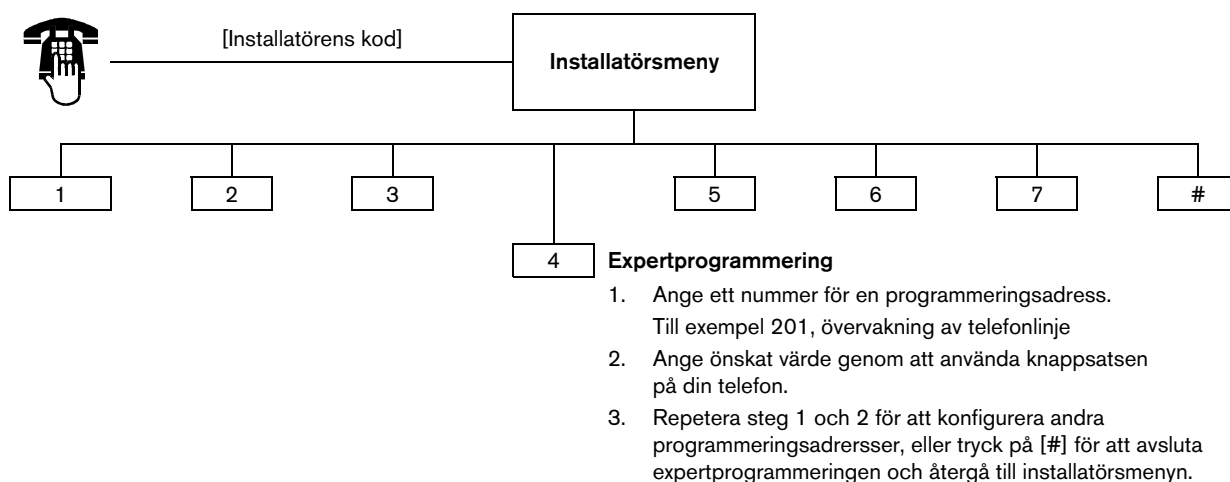 [Installatörens kod]
Installatörsmeny
1 2 3 5 6 7 #
4 Expertprogrammering
1. Ange ett nummer för en programmeringsadress.
Till exempel 201, övervakning av telefonlinje
2. Ange önskat värde genom att använda knappsatsen
på din telefon.
3. Repetera steg 1 och 2 för att konfigurera andra
programmeringsadrersser, eller tryck på [#] för att avsluta
expertprogrammeringen och återgå till installatörsmenyn.